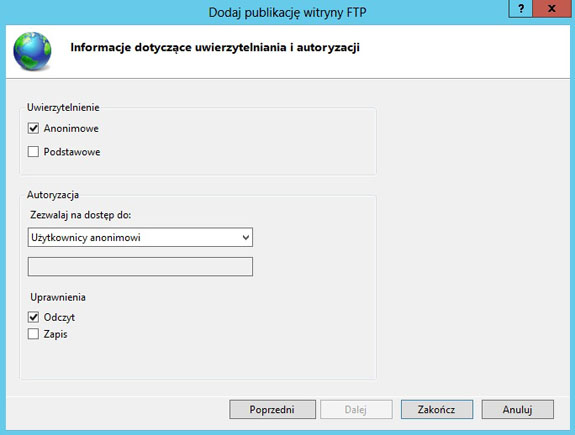 Dodaj publikację witryny FTP
?
x
Informacje dotyczące uwierzytelniania i autoryzacji
Uwierzytelnienie
Anonimowe
Podstawowe
Autoryzacja
Zezwalaj na dostęp do:
Użytkownicy anonimowi
Uprawnienia
Odczyt
Zapis
Poprzedni
Dalej
Zakończ
Anuluj